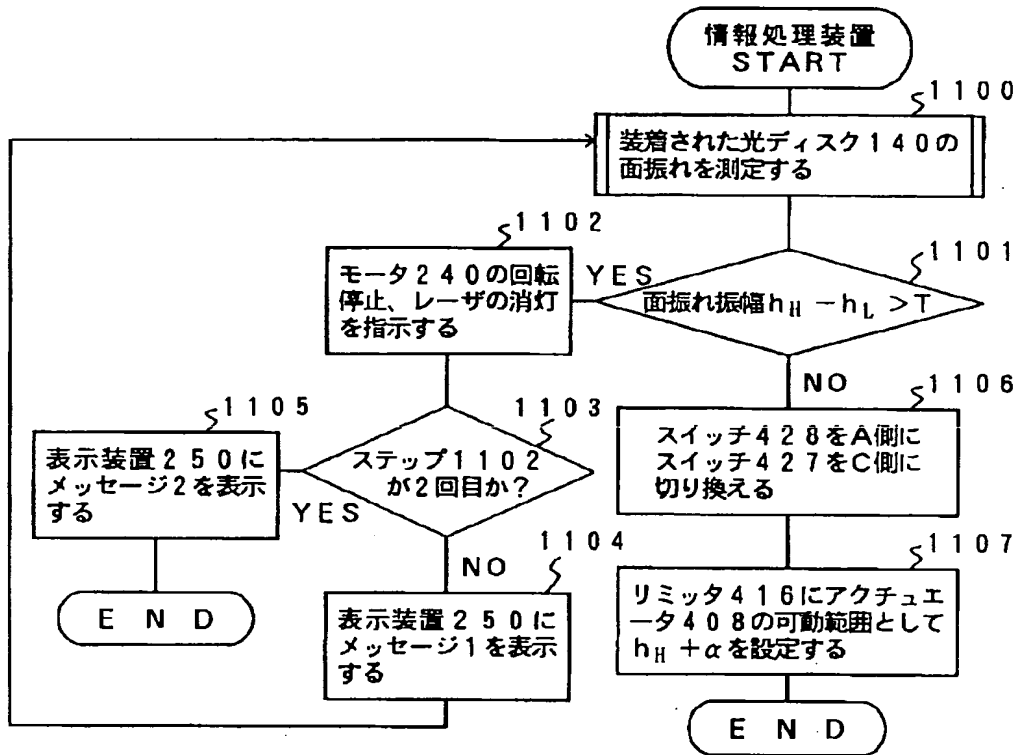 情報処理装置
START
1100
装着された光ディスク140の
面振れを測定する
1101
面振れ振幅hH－hL＞T
YES
NO
1102
モータ240の回転
停止、レーザの消灯
を指示する
1103
ステップ1102
が2回目か？
YES
NO
1105
表示装置250に
メッセージ2を表示
する
END
1104
表示装置250に
メッセージ1を表示
する
1106
スイッチ428をA側に
スイッチ427をC側に
切り換える
1107
リミッタ416にアクチュエ
ータ408の可動範囲として
hH＋αを設定する
END